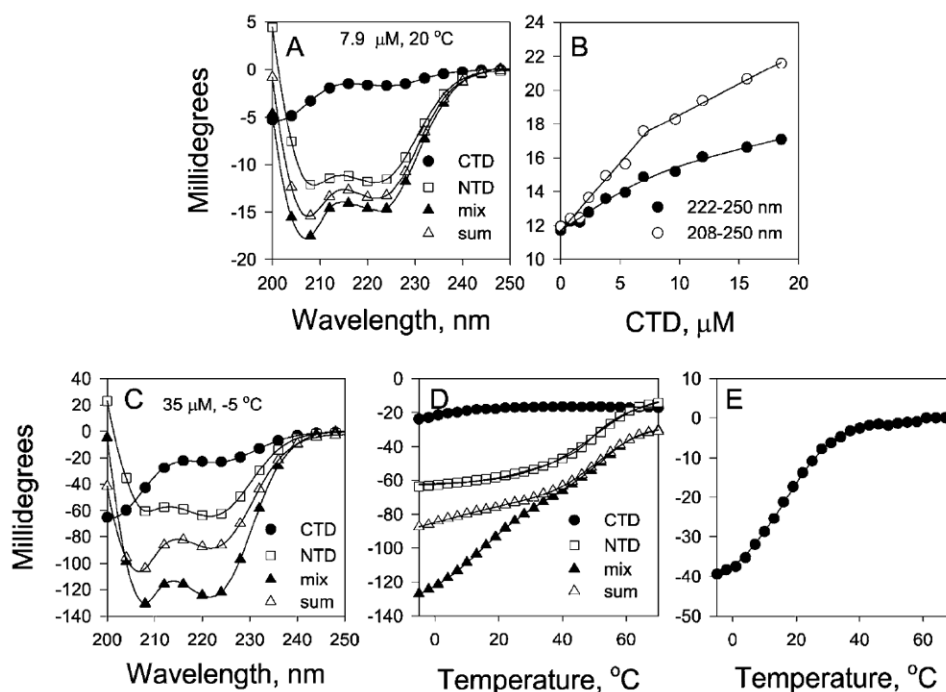 A
7.9 μM, 20 °C
5
0
-5
-10
-15
-20
200 210 220 230 240 250
Millidegrees
Wavelength, nm
CTD
NTD
mix
sum
B
24
22
20
18
16
14
12
10
0 5 10 15 20
CTD, μM
222-250 nm
208-250 nm
C
35 μM, -5 °C
40
20
0
-20
-40
-60
-80
-100
-120
-140
200 210 220 230 240 250
Millidegrees
Wavelength, nm
CTD
NTD
mix
sum
D
0
-20
-40
-60
-80
-100
-120
-140
0 20 40 60
Temperature, °C
CTD
NTD
mix
sum
E
10
0
-10
-20
-30
-40
-50
0 20 40 60
Temperature, °C